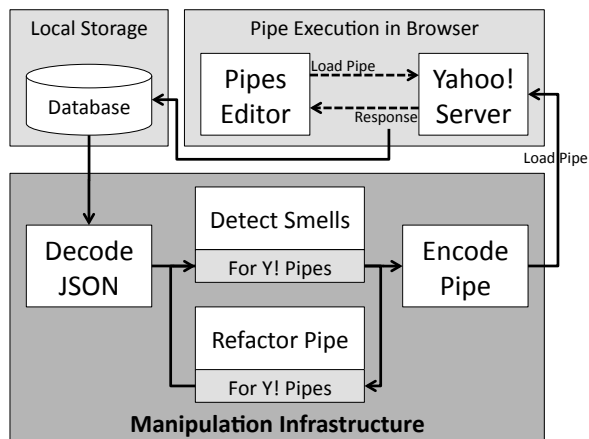 Local Storage
Pipe Execution in Browser
Database
Pipes
Editor
Load Pipe
Response
Yahoo!
Server
Load Pipe
Decode
JSON
Detect Smells
For Y! Pipes
Refactor Pipe
For Y! Pipes
Encode
Pipe
Manipulation Infrastructure